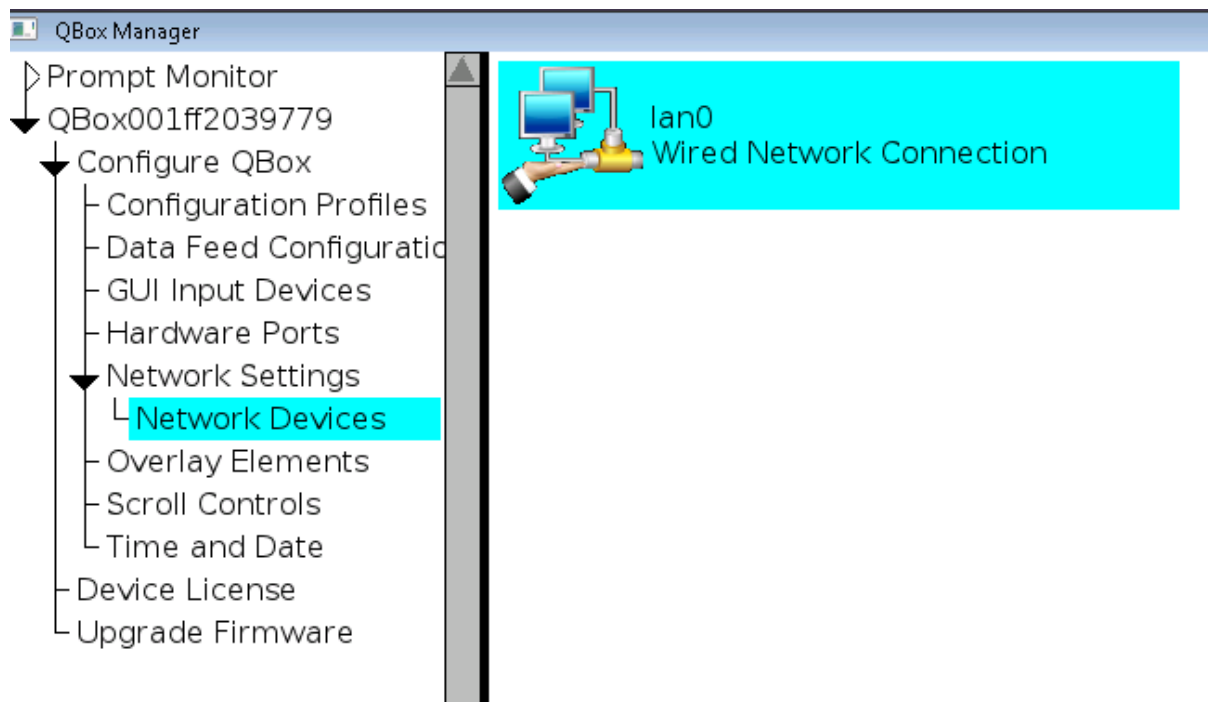 QBox Manager
Prompt Monitor
QBox001ff2039779
Configure QBox
Configuration Profiles
Data Feed Configuratio
GUI Input Devices
Hardware Ports
Network Settings
Network Devices
Overlay Elements
Scroll Controls
Time and Date
Device License
Upgrade Firmware
lan0
Wired Network Connection